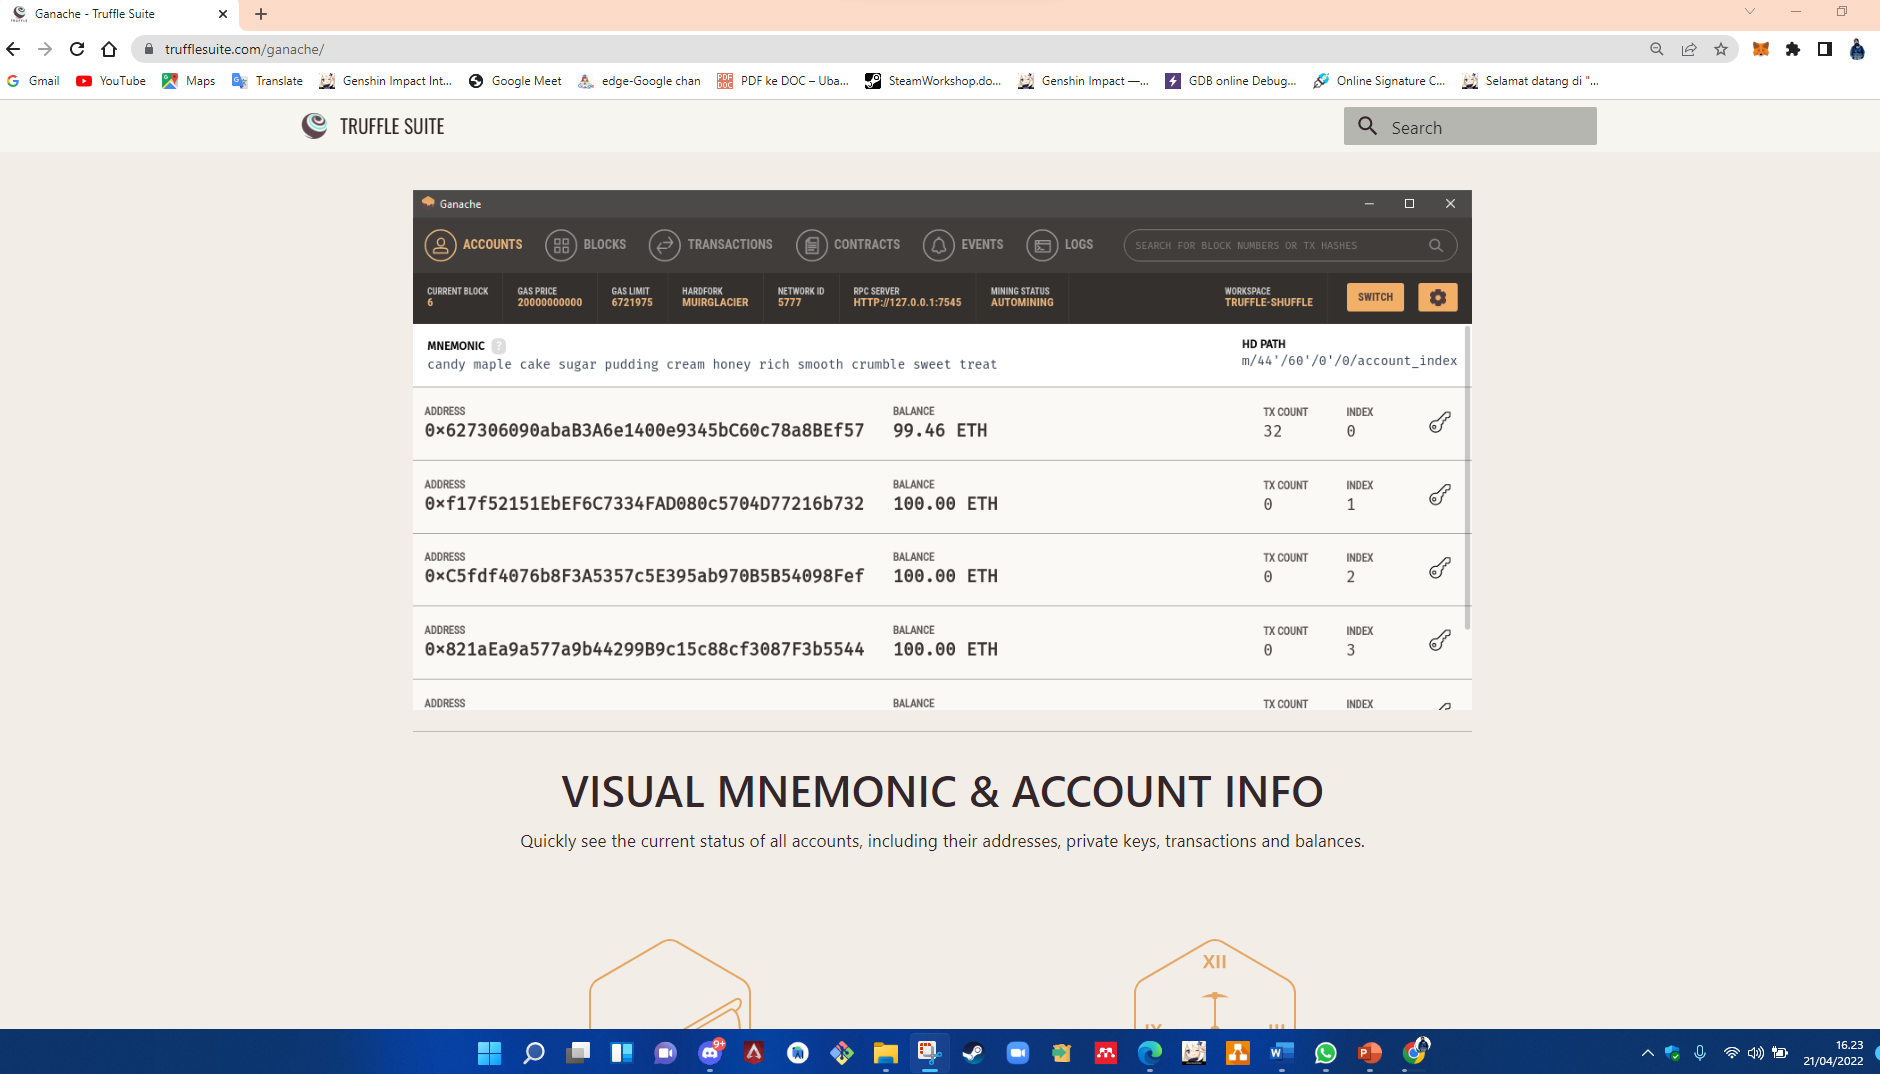 Ganache - Truffle Suite
trufflesuite.com/ganache/
Gmail YouTube Maps Translate Genshin Impact Int... Google Meet edge-Google chan PDF ke DOC – Uba... SteamWorkshop.do... Genshin Impact —... GDB online Debug... Online Signature C... Selamat datang di "...
TRUFFLE SUITE Search
Ganache
ACCOUNTS BLOCKS TRANSACTIONS CONTRACTS EVENTS LOGS SEARCH FOR BLOCK NUMBERS OR TX HASHES
CURRENT BLOCK GAS PRICE GAS LIMIT HARDFORK NETWORK ID RPC SERVER MINING STATUS WORKSPACE
6 20000000000 6721975 MUIRGLACIER 5777 HTTP://127.0.0.1:7545 AUTOMINING TRUFFLE-SHUFFLE SWITCH
MNEMONIC ? HD PATH
candy maple cake sugar pudding cream honey rich smooth crumble sweet treat m/44'/60'/0'/0/account_index
ADDRESS BALANCE TX COUNT INDEX
0×627306090abaB3A6e1400e9345bC60c78a8BEf57 99.46 ETH 32 0
ADDRESS BALANCE TX COUNT INDEX
0×f17f52151EbEF6C7334FAD080c5704D77216b732 100.00 ETH 0 1
ADDRESS BALANCE TX COUNT INDEX
0×C5fdf4076b8F3A5357c5E395ab970B5B54098Fef 100.00 ETH 0 2
ADDRESS BALANCE TX COUNT INDEX
0×821aEa9a577a9b44299B9c15c88cf3087F3b5544 100.00 ETH 0 3
ADDRESS BALANCE TX COUNT INDEX
VISUAL MNEMONIC & ACCOUNT INFO
Quickly see the current status of all accounts, including their addresses, private keys, transactions and balances.
XII
IX III
9+
16.23
21/04/2022